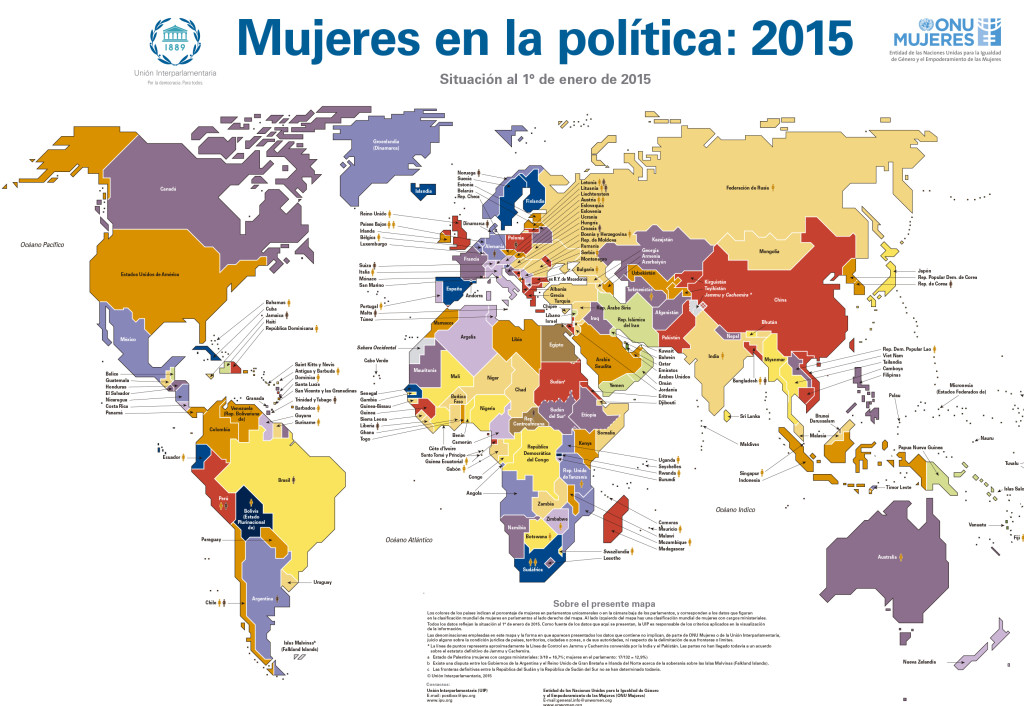 Mujeres en la política: 2015
Situación al 1º de enero de 2015
1889
Unión Interparlamentaria
Por la democracia. Para todos.
ONU
MUJERES
Entidad de las Naciones Unidas para la Igualdad
de Género y el Empoderamiento de las Mujeres
Groenlandia
(Dinamarca)
Canadá
Islandia
Noruega
Suecia
Estonia
Belarus
Rep. Checa
Finlandia
Letonia
Lituania
Liechtenstein
Austria
Eslovaquia
Eslovenia
Ucrania
Hungría
Croacia
Bosnia y Herzegovina
Rep. de Moldova
Rumania
Serbia
Montenegro
Bulgaria
Federación de Rusia
Reino Unido
Países Bajos
Irlanda
Bélgica
Luxemburgo
Dinamarca
Polonia
Alemania
Francia
Suiza
Italia
Mónaco
San Marino
España
Andorra
Portugal
Malta
Túnez
ex R.Y. de Macedonia
Albania
Grecia
Turquía
Chipre
Líbano
Israel
Océano Pacífico
Estados Unidos de América
Kazajstán
Georgia
Armenia
Azerbaiyán
Uzbekistán
Turkmenistán
Mongolia
Kirguistán
Tayikistán
Jammu y Cachemira *
China
Japón
Rep. Popular Dem. de Corea
Rep. de Corea
Bahamas
Cuba
Jamaica
Haití
República Dominicana
México
Marruecos
Sahara Occidental
Argelia
Libia
Egipto
Rep. Arabe Siria
Iraq
Rep. Islámica
del Iran
Afganistán
Pakistán
Nepal
Bhután
India
Bangladesh
Myanmar
Rep. Dem. Popular Lao
Viet Nam
Tailandia
Camboya
Filipinas
Arabia
Saudita
Kuwait
Bahrein
Qatar
Emiratos
Arabes Unidos
Omán
Jordania
Eritrea
Djibouti
Yemen
Belice
Guatemala
Honduras
El Salvador
Nicaragua
Costa Rica
Panamá
Saint Kitty y Nevis
Antigua y Barbuda
Dominica
Santa Lucía
San Vicente y las Granadinas
Trinidad y Tabago
Granada
Barbados
Guyana
Suriname
Cabo Verde
Mauritania
Malí
Níger
Chad
Sudánᶜ
Senegal
Gambia
Guinea-Bissau
Guinea
Sierra Leona
Liberia
Ghana
Togo
Burkina
Faso
Nigeria
Benin
Camerún
Côte d'Ivoire
Santo Tomé y Príncipe
Guinea Ecuatorial
Gabón
Congo
Rep.
Centroafricana
Sudán
del Surᶜ
Etiopía
Somalia
Kenya
República
Democrática
del Congo
Uganda
Seychelles
Rwanda
Burundi
Rep. Unida
de Tanzania
Angola
Zambia
Zimbabwe
Namibia
Botswana
Sudáfrica
Swazilandia
Lesotho
Comoras
Mauricio
Malawi
Mozambique
Madagascar
Venezuela
(Rep. Bolivariana
de)
Colombia
Ecuador
Perú
Brasil
Bolivia
(Estado
Plurinacional
de)
Paraguay
Uruguay
Chile
Argentina
Islas Malvinasᵇ
(Falkland Islands)
Océano Atlántico
Océano Indico
Sri Lanka
Maldivas
Brunei
Darussalam
Malasia
Singapur
Indonesia
Timor Leste
Papua Nueva Guinea
Palau
Micronesia
(Estados Federados de)
Nauru
Tuvalu
Islas Salo
Vanuatu
Fiji
Australia
Nueva Zelandia
Sobre el presente mapa
Los colores de los países indican el porcentaje de mujeres en parlamentos unicamerales o en la cámara baja de los parlamentos, y corresponden a los datos que figuran
en la clasificación mundial de mujeres en parlamentos al lado derecho del mapa. Al lado izquierdo del mapa hay una clasificación mundial de mujeres con cargos ministeriales.
Todos los datos reflejan la situación al 1º de enero de 2015. Como fuente de los datos que aquí se presentan, la UIP es responsable de los criterios aplicados en la visualización
de la información.
Las denominaciones empleadas en este mapa y la forma en que aparecen presentados los datos que contiene no implican, de parte de ONU Mujeres o de la Unión Interparlamentaria,
juicio alguno sobre la condición jurídica de países, territorios, ciudades o zonas, o de sus autoridades, ni respecto de la delimitación de sus fronteras o límites.
* La línea de puntos representa aproximadamente la Línea de Control en Jammu y Cachemira convenida por la India y el Pakistán. Las partes no han llegado todavía a un acuerdo
sobre el estatuto definitivo de Jammu y Cachemira.
a Estado de Palestina (mujeres con cargos ministeriales: 3/19 = 15,7%; mujeres en el parlamento: 17/132 = 12,9%)
b Existe una disputa entre los Gobiernos de la Argentina y el Reino Unido de Gran Bretaña e Irlanda del Norte acerca de la soberanía sobre las Islas Malvinas (Falkland Islands).
c Las fronteras definitivas entre la República del Sudán y la República de Sudán del Sur no se han determinado todavía.
© Unión Interparlamentaria, 2015
Contactos:
Unión Interparlamentaria (UIP)
E-mail: postbox@ipu.org
www.ipu.org
Entidad de las Naciones Unidas para la Igualdad de Género
y el Empoderamiento de las Mujeres (ONU Mujeres)
E-mail:general.info@unwomen.org
www.unwomen.org